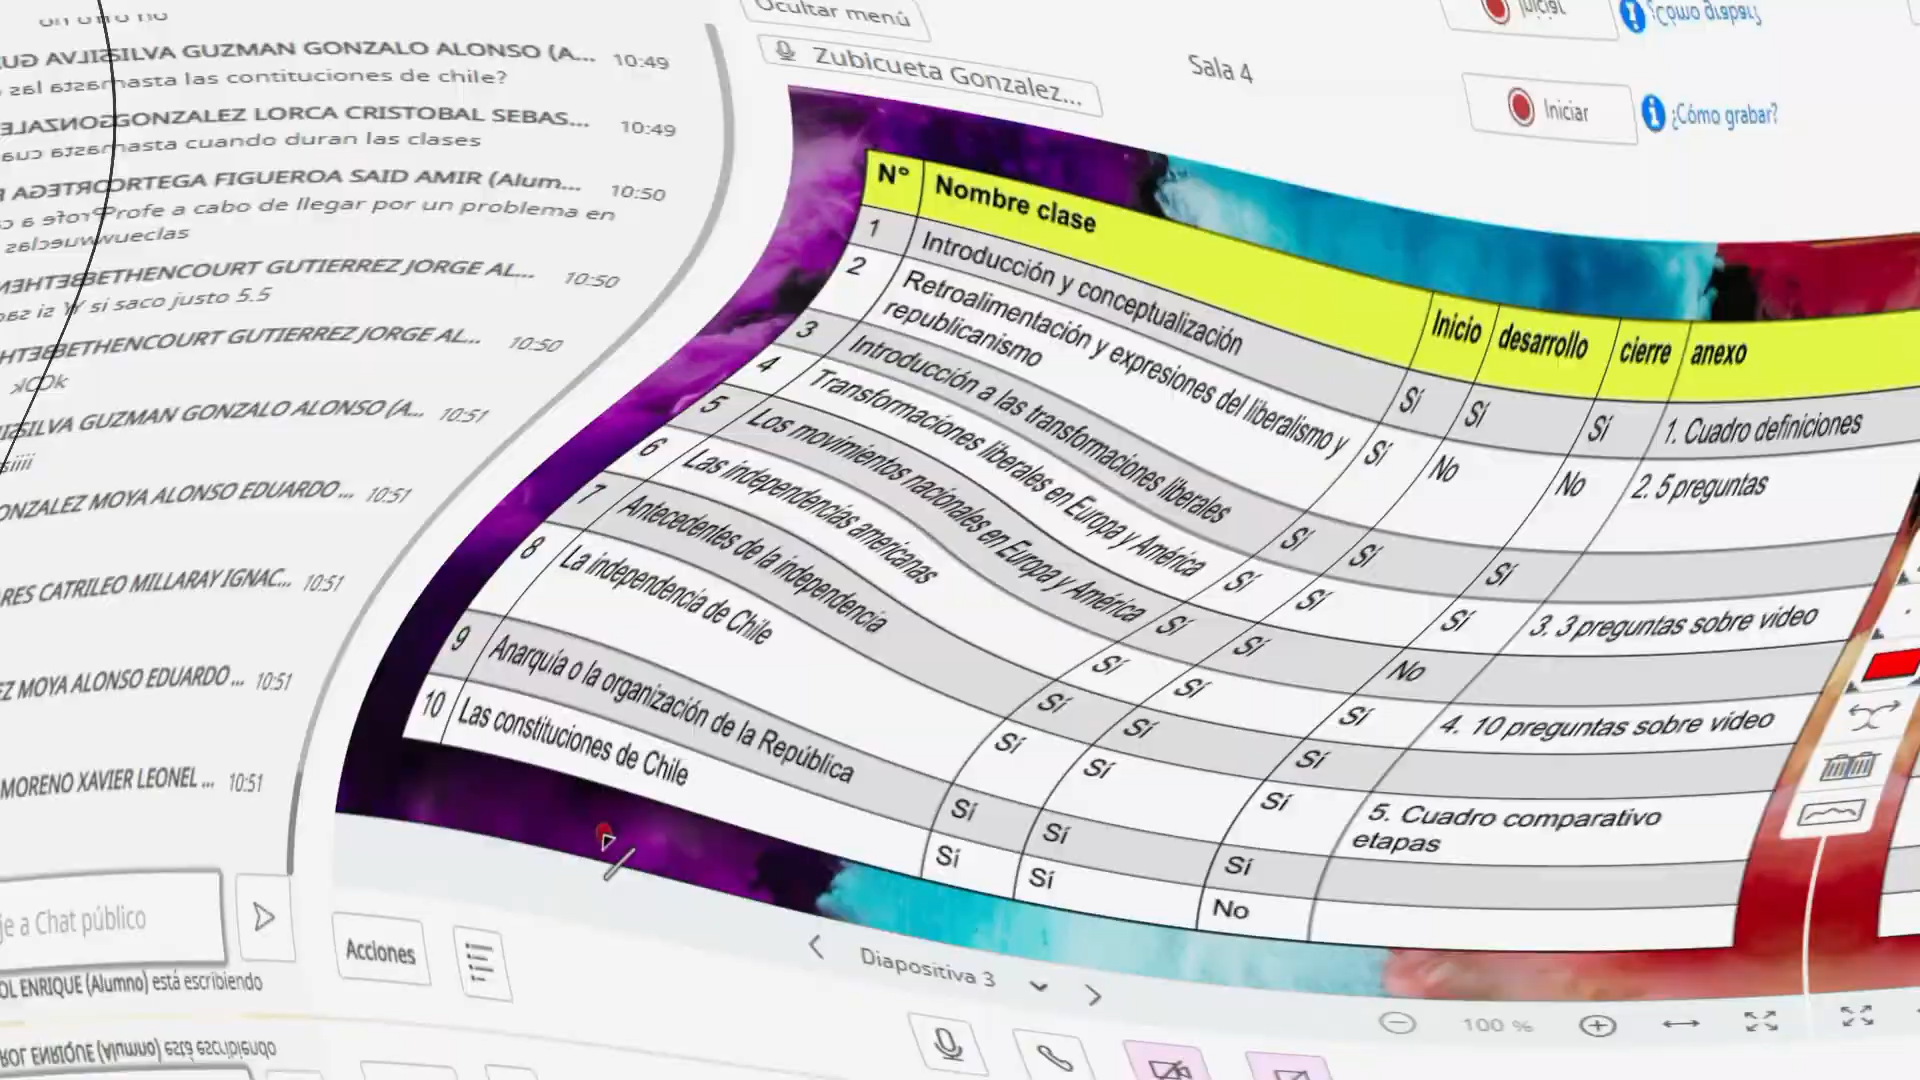 SILVA GUZMAN GONZALO ALONSO (A... 10:49
hasta las contituciones de chile?
GONZALEZ LORCA CRISTOBAL SEBAS... 10:49
hasta cuando duran las clases
ORTEGA FIGUEROA SAID AMIR (Alum... 10:50
Profe a cabo de llegar por un problema en
BETHENCOURT GUTIERREZ JORGE AL... 10:50
Y si saco justo 5.5
BETHENCOURT GUTIERREZ JORGE AL... 10:50
Ok
SILVA GUZMAN GONZALO ALONSO (A... 10:51
siiii
GONZALEZ MOYA ALONSO EDUARDO ... 10:51
RES CATRILEO MILLARAY IGNAC... 10:51
EZ MOYA ALONSO EDUARDO ... 10:51
MORENO XAVIER LEONEL ... 10:51
je a Chat público
OL ENRIQUE (Alumno) está escribiendo
Ocultar menú
Zubicueta Gonzalez...
Sala 4
Iniciar
¿Cómo grabar?
N° Nombre clase Inicio desarrollo cierre anexo
1 Introducción y conceptualización Sí Sí Sí 1. Cuadro definiciones
2 Retroalimentación y expresiones del liberalismo y Sí No No 2. 5 preguntas
republicanismo
3 Introducción a las transformaciones liberales Sí Sí Sí
4 Transformaciones liberales en Europa y América Sí Sí Sí 3. 3 preguntas sobre video
5 Los movimientos nacionales en Europa y América Sí Sí No
6 Las independencias americanas Sí Sí Sí 4. 10 preguntas sobre video
7 Antecedentes de la independencia Sí Sí Sí
8 La independencia de Chile Sí Sí Sí 5. Cuadro comparativo
etapas
9 Anarquía o la organización de la República Sí Sí Sí
10 Las constituciones de Chile Sí Sí No
Acciones
Diapositiva 3
100 %